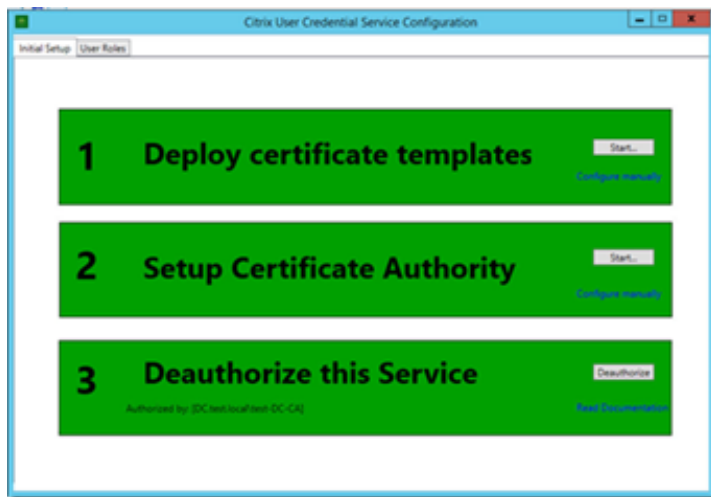 Citrix User Credential Service Configuration
Initial Setup
User Roles
1
Deploy certificate templates
Start...
Configure manually
2
Setup Certificate Authority
Start...
Configure manually
3
Deauthorize this Service
Deauthorize
Authorized by: [DC.test.local\test-DC-CA]
Read Documentation